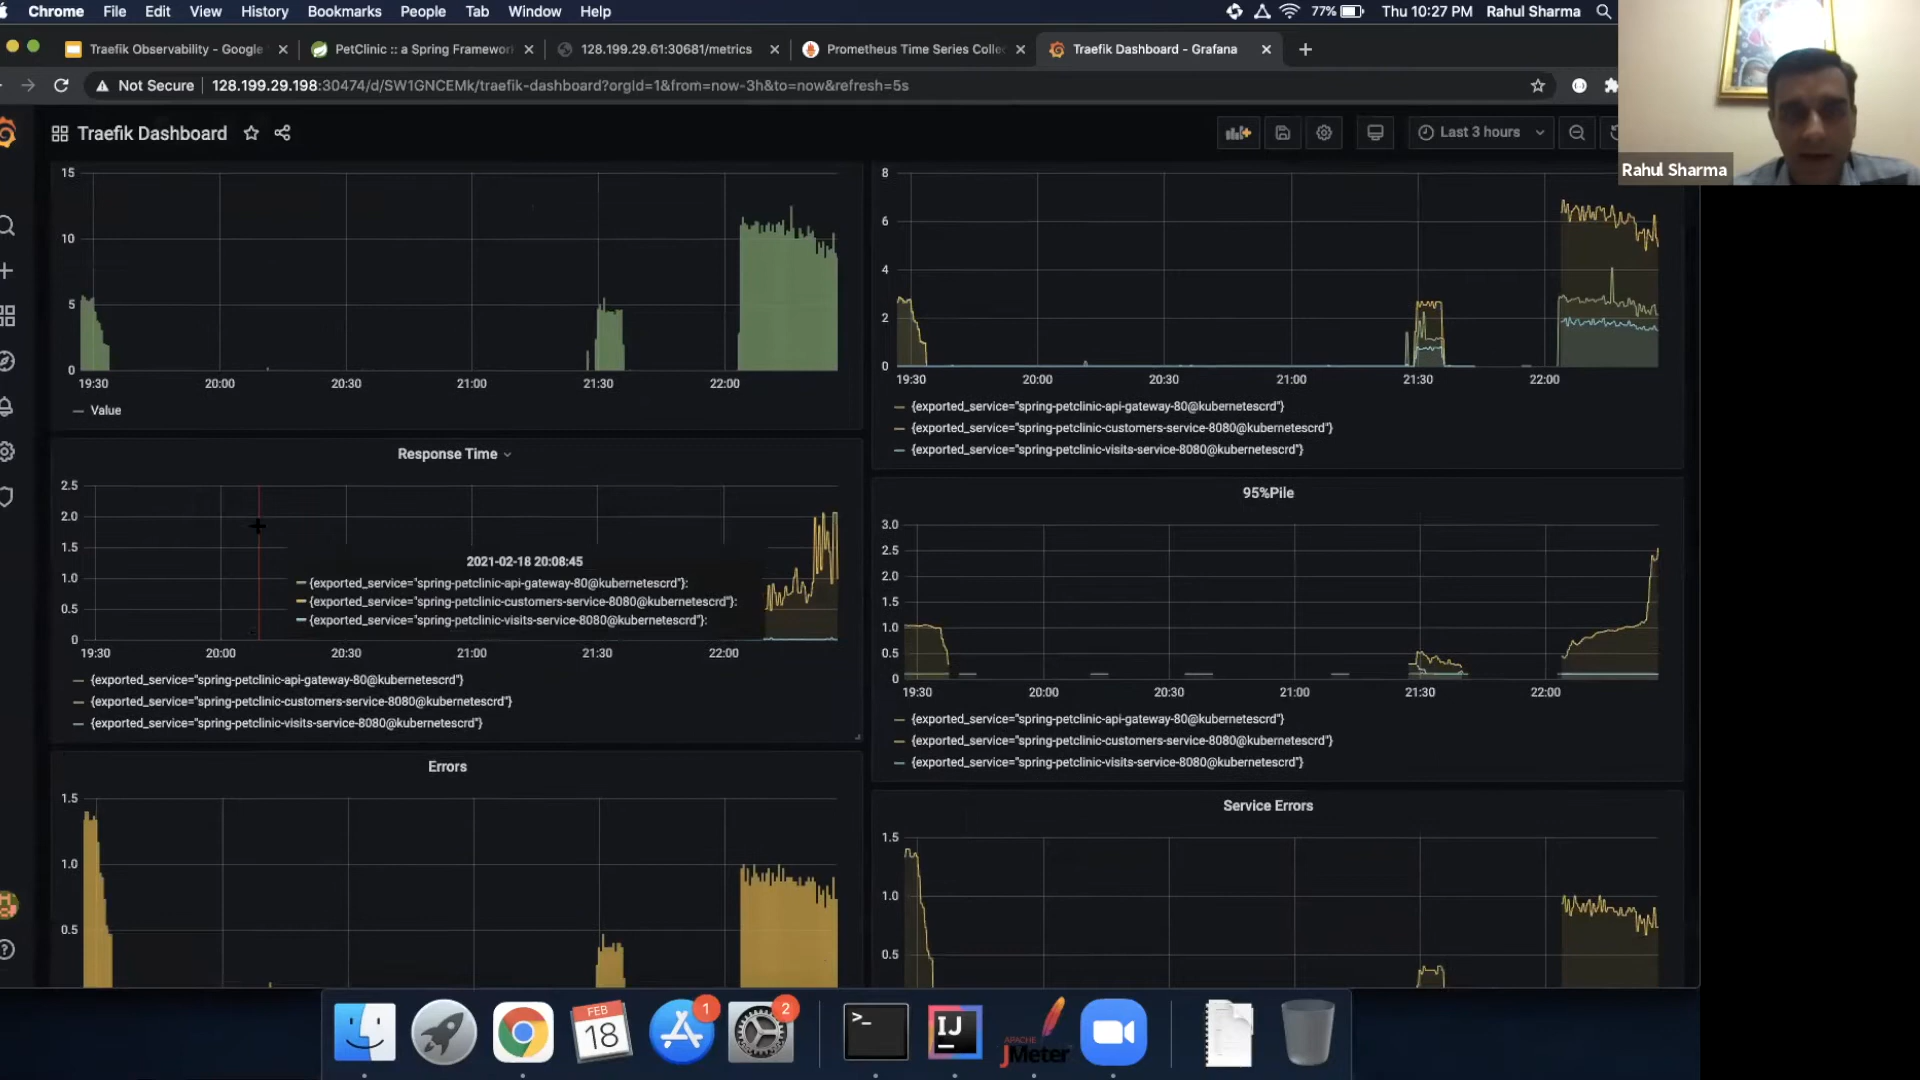 Chrome File Edit View History Bookmarks People Tab Window Help
77% Thu 10:27 PM Rahul Sharma
Traefik Observability - Google
PetClinic :: a Spring Framework
128.199.29.61:30681/metrics
Prometheus Time Series Colle
Traefik Dashboard - Grafana
Not Secure 128.199.29.198:30474/d/SW1GNCEMk/traefik-dashboard?orgId=1&from=now-3h&to=now&refresh=5s
Traefik Dashboard
Last 3 hours
Rahul Sharma
15
10
5
0
19:30 20:00 20:30 21:00 21:30 22:00
Value
8
6
4
2
0
19:30 20:00 20:30 21:00 21:30 22:00
{exported_service="spring-petclinic-api-gateway-80@kubernetescrd"}
{exported_service="spring-petclinic-customers-service-8080@kubernetescrd"}
{exported_service="spring-petclinic-visits-service-8080@kubernetescrd"}
Response Time
2.5
2.0
1.5
1.0
0.5
0
2021-02-18 20:08:45
{exported_service="spring-petclinic-api-gateway-80@kubernetescrd"}:
{exported_service="spring-petclinic-customers-service-8080@kubernetescrd"}:
{exported_service="spring-petclinic-visits-service-8080@kubernetescrd"}:
19:30 20:00 20:30 21:00 21:30 22:00
{exported_service="spring-petclinic-api-gateway-80@kubernetescrd"}
{exported_service="spring-petclinic-customers-service-8080@kubernetescrd"}
{exported_service="spring-petclinic-visits-service-8080@kubernetescrd"}
95%Pile
3.0
2.5
2.0
1.5
1.0
0.5
0
19:30 20:00 20:30 21:00 21:30 22:00
{exported_service="spring-petclinic-api-gateway-80@kubernetescrd"}
{exported_service="spring-petclinic-customers-service-8080@kubernetescrd"}
{exported_service="spring-petclinic-visits-service-8080@kubernetescrd"}
Errors
1.5
1.0
0.5
Service Errors
1.5
1.0
0.5
FEB
18
1
2
>_
IJ
APACHE
JMeter